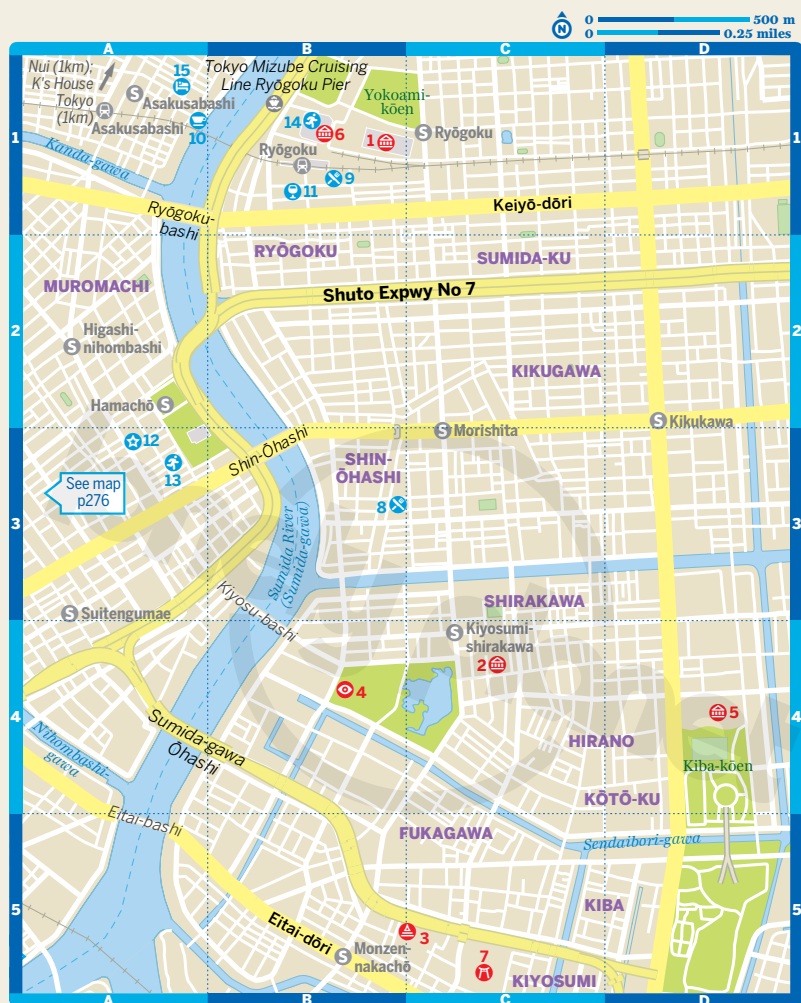 N
0 500 m
0 0.25 miles
A B C D
Nui (1km);
K's House
Tokyo
(1km)
15
S Asakusabashi
Asakusabashi
10
Tokyo Mizube Cruising
Line Ryōgoku Pier
Yokoami-
kōen
14
6
1
S Ryōgoku
1
1
Ryōgoku
9
11
Kanda-gawa
Ryōgoku-
bashi
Keiyō-dōri
RYŌGOKU
SUMIDA-KU
MUROMACHI
Shuto Expwy No 7
2
2
S Higashi-
nihombashi
KIKUGAWA
Hamachō S
S Morishita
S Kikukawa
12
13
Shin-Ōhashi
SHIN-
ŌHASHI
See map
p276
8
3
3
Sumida River
(Sumida-gawa)
SHIRAKAWA
S Suitengumae
Kiyosu-bashi
S Kiyosumi-
shirakawa
2
4
5
4
4
Sumida-gawa
Ōhashi
HIRANO
Nihombashi-
gawa
Kiba-kōen
KŌTŌ-KU
Eitai-bashi
FUKAGAWA
Sendaibori-gawa
KIBA
5
5
Eitai-dōri
3
S Monzen-
nakachō
7
KIYOSUMI
A B C D